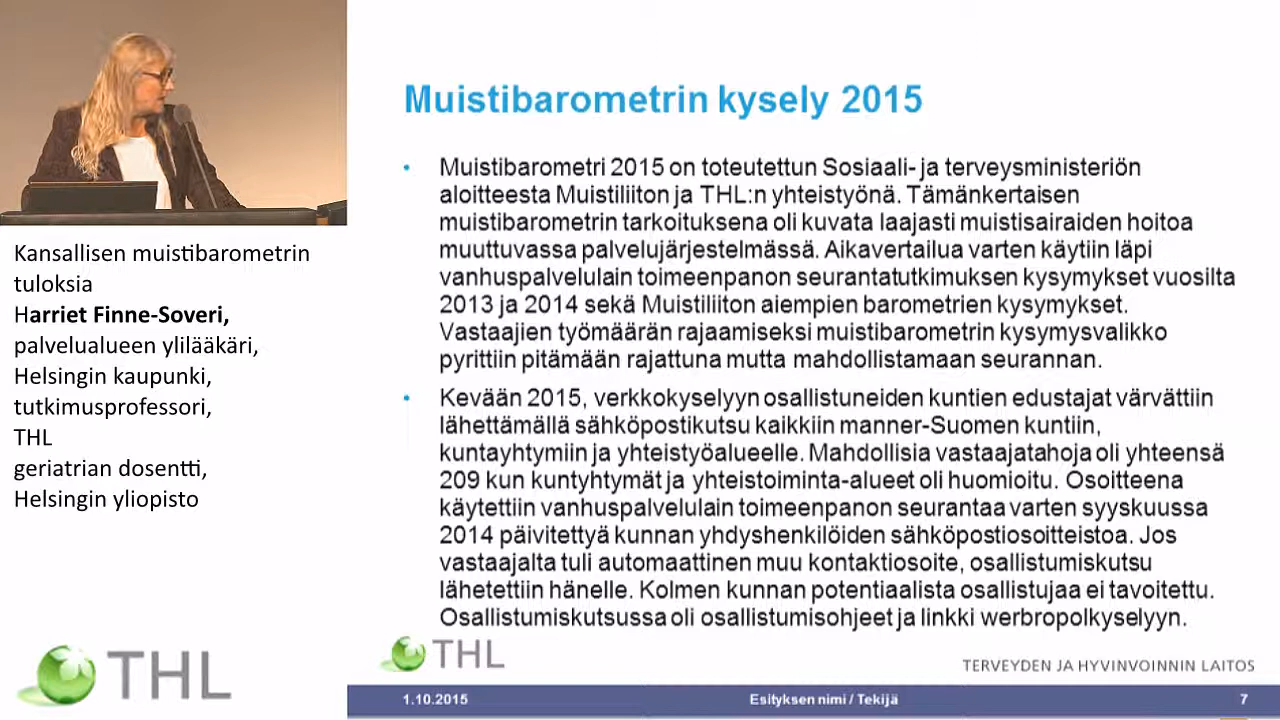 Kansallisen muistibarometrin
tuloksia
Harriet Finne-Soveri,
palvelualueen ylilääkäri,
Helsingin kaupunki,
tutkimusprofessori,
THL
geriatrian dosentti,
Helsingin yliopisto
THL
Muistibarometrin kysely 2015
• Muistibarometri 2015 on toteutettun Sosiaali- ja terveysministeriön
aloitteesta Muistiliiton ja THL:n yhteistyönä. Tämänkertaisen
muistibarometrin tarkoituksena oli kuvata laajasti muistisairaiden hoitoa
muuttuvassa palvelujärjestelmässä. Aikavertailua varten käytiin läpi
vanhuspalvelulain toimeenpanon seurantatutkimuksen kysymykset vuosilta
2013 ja 2014 sekä Muistiliiton aiempien barometrien kysymykset.
Vastaajien työmäärän rajaamiseksi muistibarometrin kysymysvalikko
pyrittiin pitämään rajattuna mutta mahdollistamaan seurannan.
• Kevään 2015, verkkokyselyyn osallistuneiden kuntien edustajat värvättiin
lähettämällä sähköpostikutsu kaikkiin manner-Suomen kuntiin,
kuntayhtymiin ja yhteistyöalueelle. Mahdollisia vastaajatahoja oli yhteensä
209 kun kuntyhtymät ja yhteistoiminta-alueet oli huomioitu. Osoitteena
käytettiin vanhuspalvelulain toimeenpanon seurantaa varten syyskuussa
2014 päivitettyä kunnan yhdyshenkilöiden sähköpostiosoitteistoa. Jos
vastaajalta tuli automaattinen muu kontaktiosoite, osallistumiskutsu
lähetettiin hänelle. Kolmen kunnan potentiaalista osallistujaa ei tavoitettu.
Osallistumiskutsussa oli osallistumisohjeet ja linkki werbropolkyselyyn.
THL
TERVEYDEN JA HYVINVOINNIN LAITOS
1.10.2015
Esityksen nimi / Tekijä
7